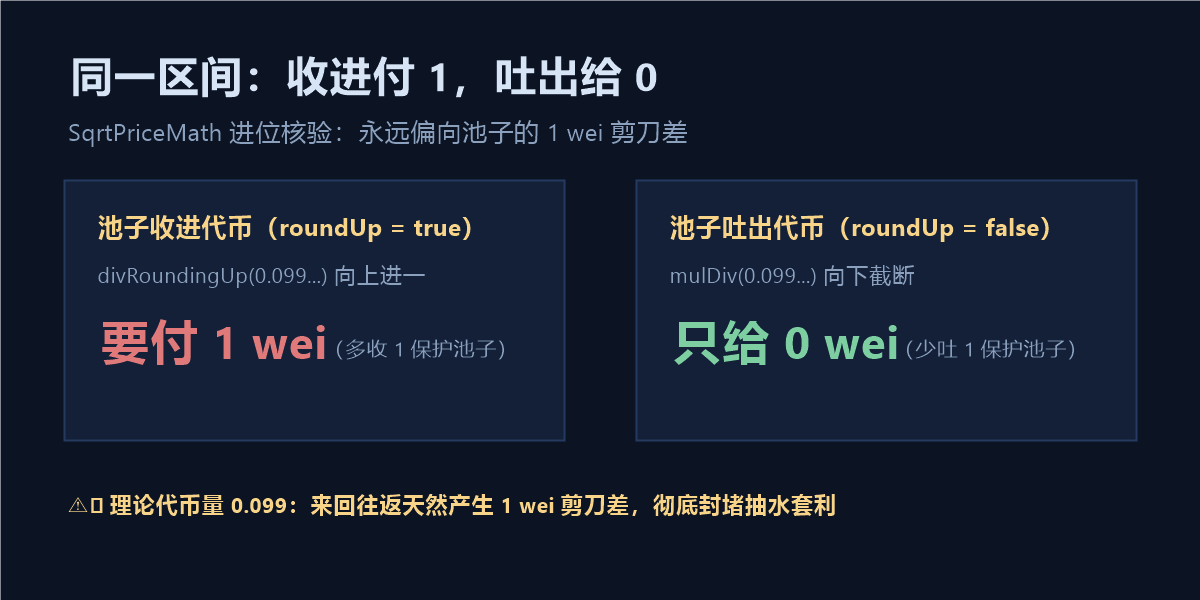 同一区间：收进付 1，吐出给 0
SqrtPriceMath 进位核验：永远偏向池子的 1 wei 剪刀差
池子收进代币（roundUp = true）
divRoundingUp(0.099...) 向上进一
要付 1 wei (多收 1 保护池子)
池子吐出代币（roundUp = false）
mulDiv(0.099...) 向下截断
只给 0 wei (少吐 1 保护池子)
⚠️ 理论代币量 0.099：来回往返天然产生 1 wei 剪刀差，彻底封堵抽水套利